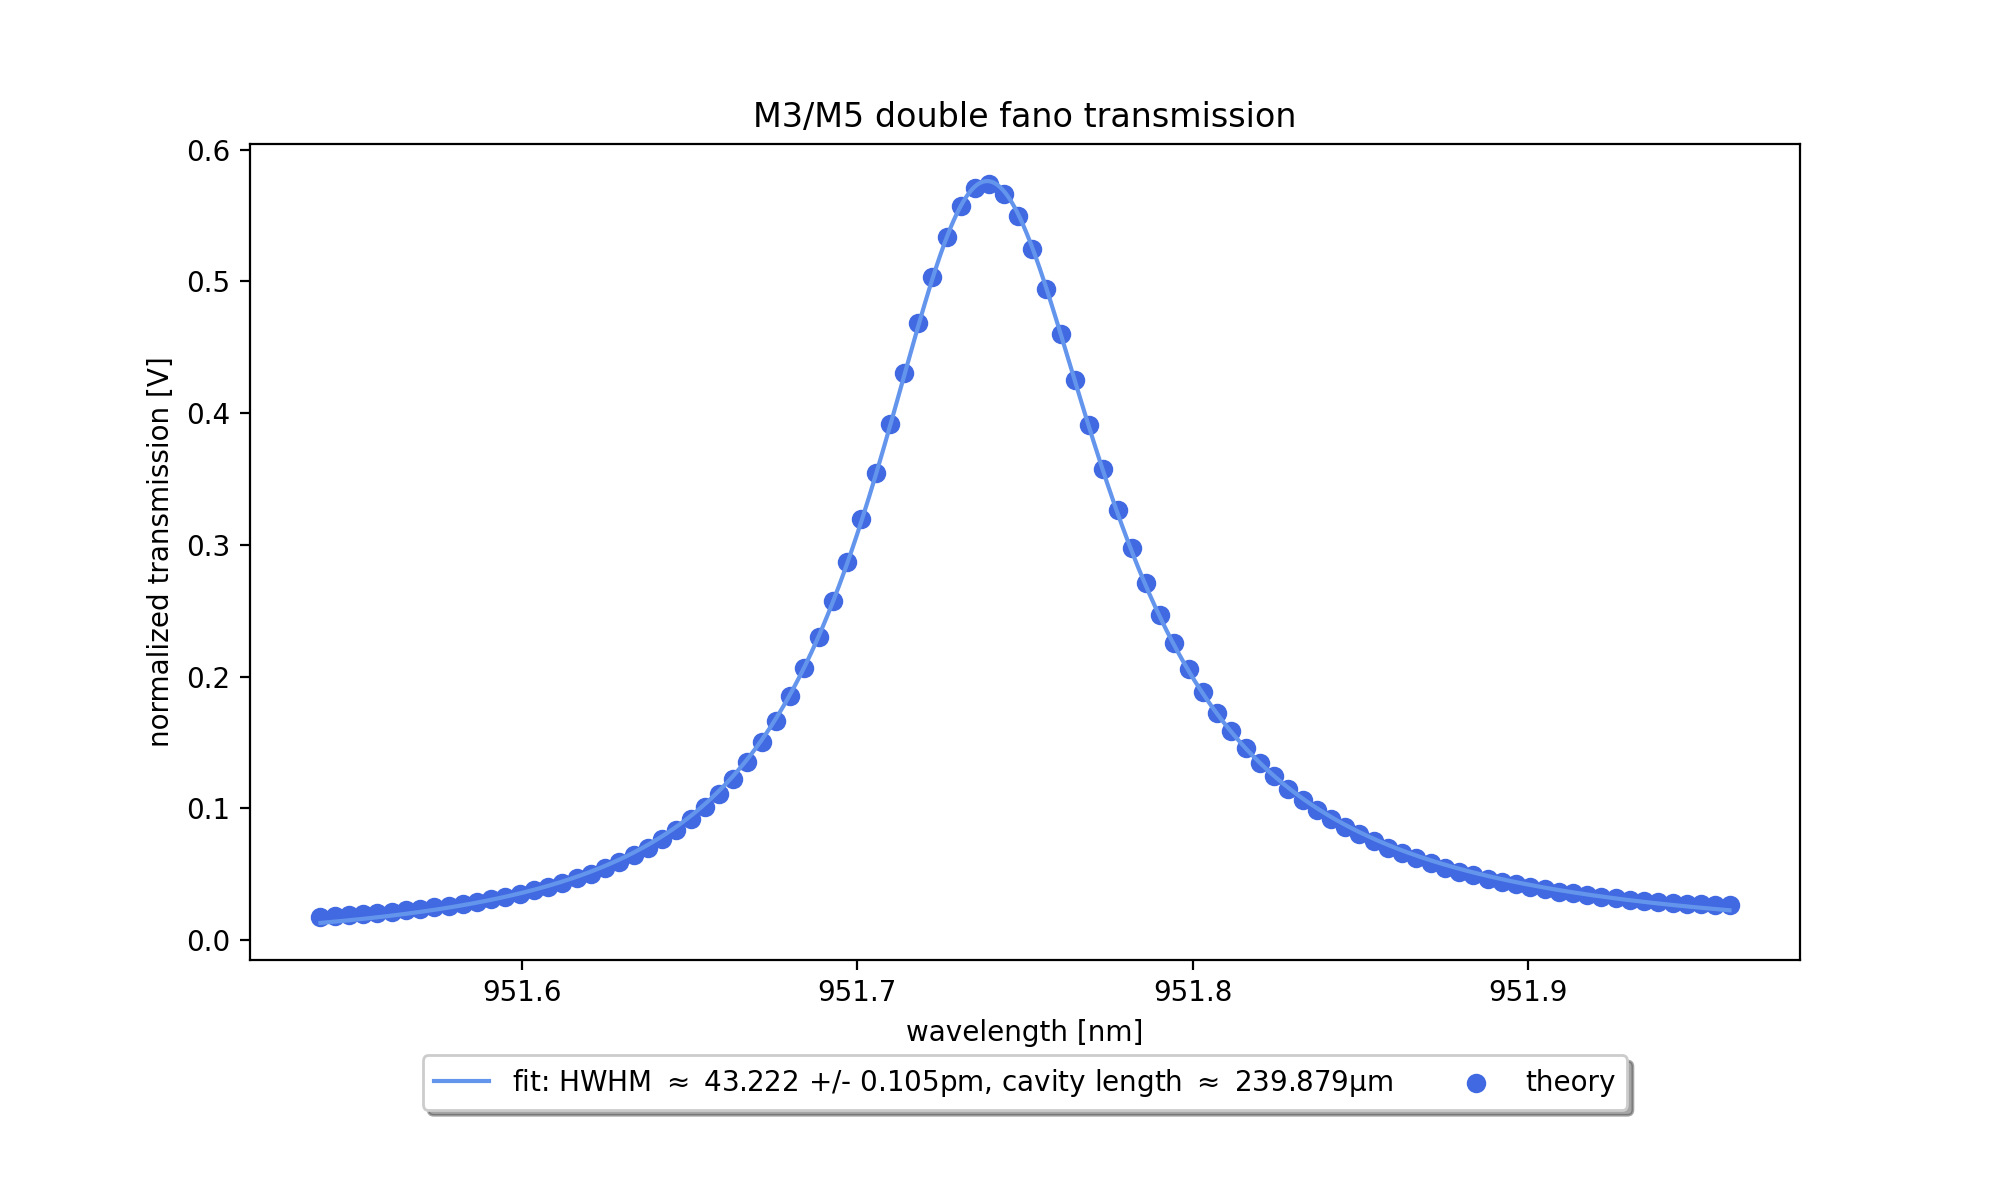 M3/M5 double fano transmission
0.6
0.5
0.4
0.3
0.2
0.1
0.0
normalized transmission [V]
951.6 951.7 951.8 951.9
wavelength [nm]
fit: HWHM ≈ 43.222 +/- 0.105pm, cavity length ≈ 239.879μm theory